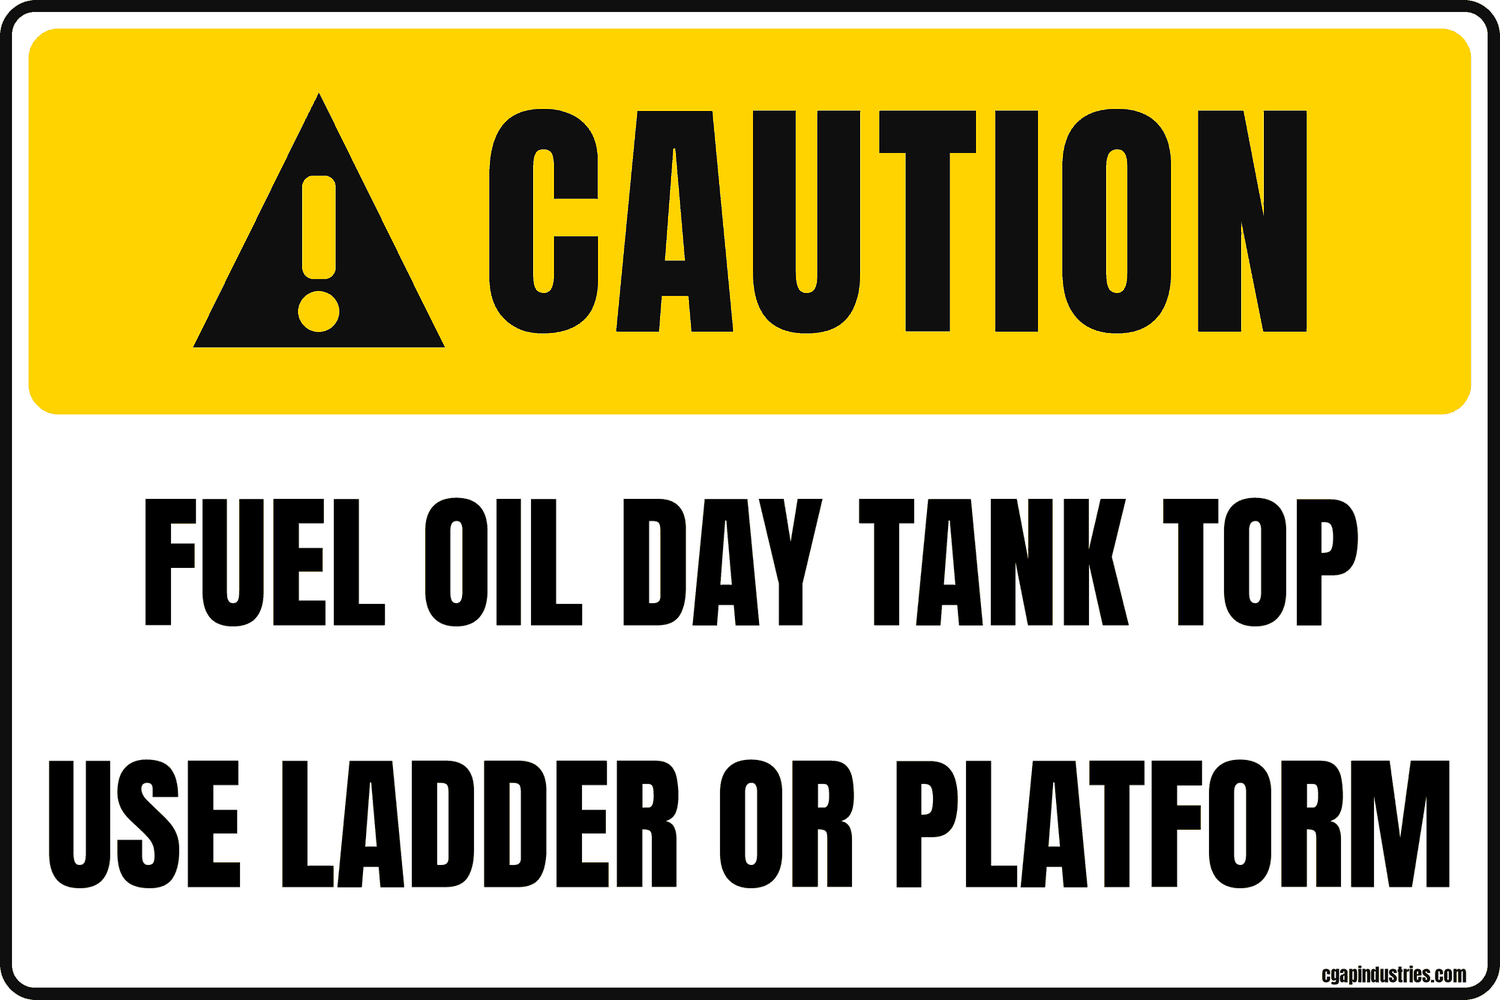 CAUTION
FUEL OIL DAY TANK TOP
USE LADDER OR PLATFORM
cgapindustries.com